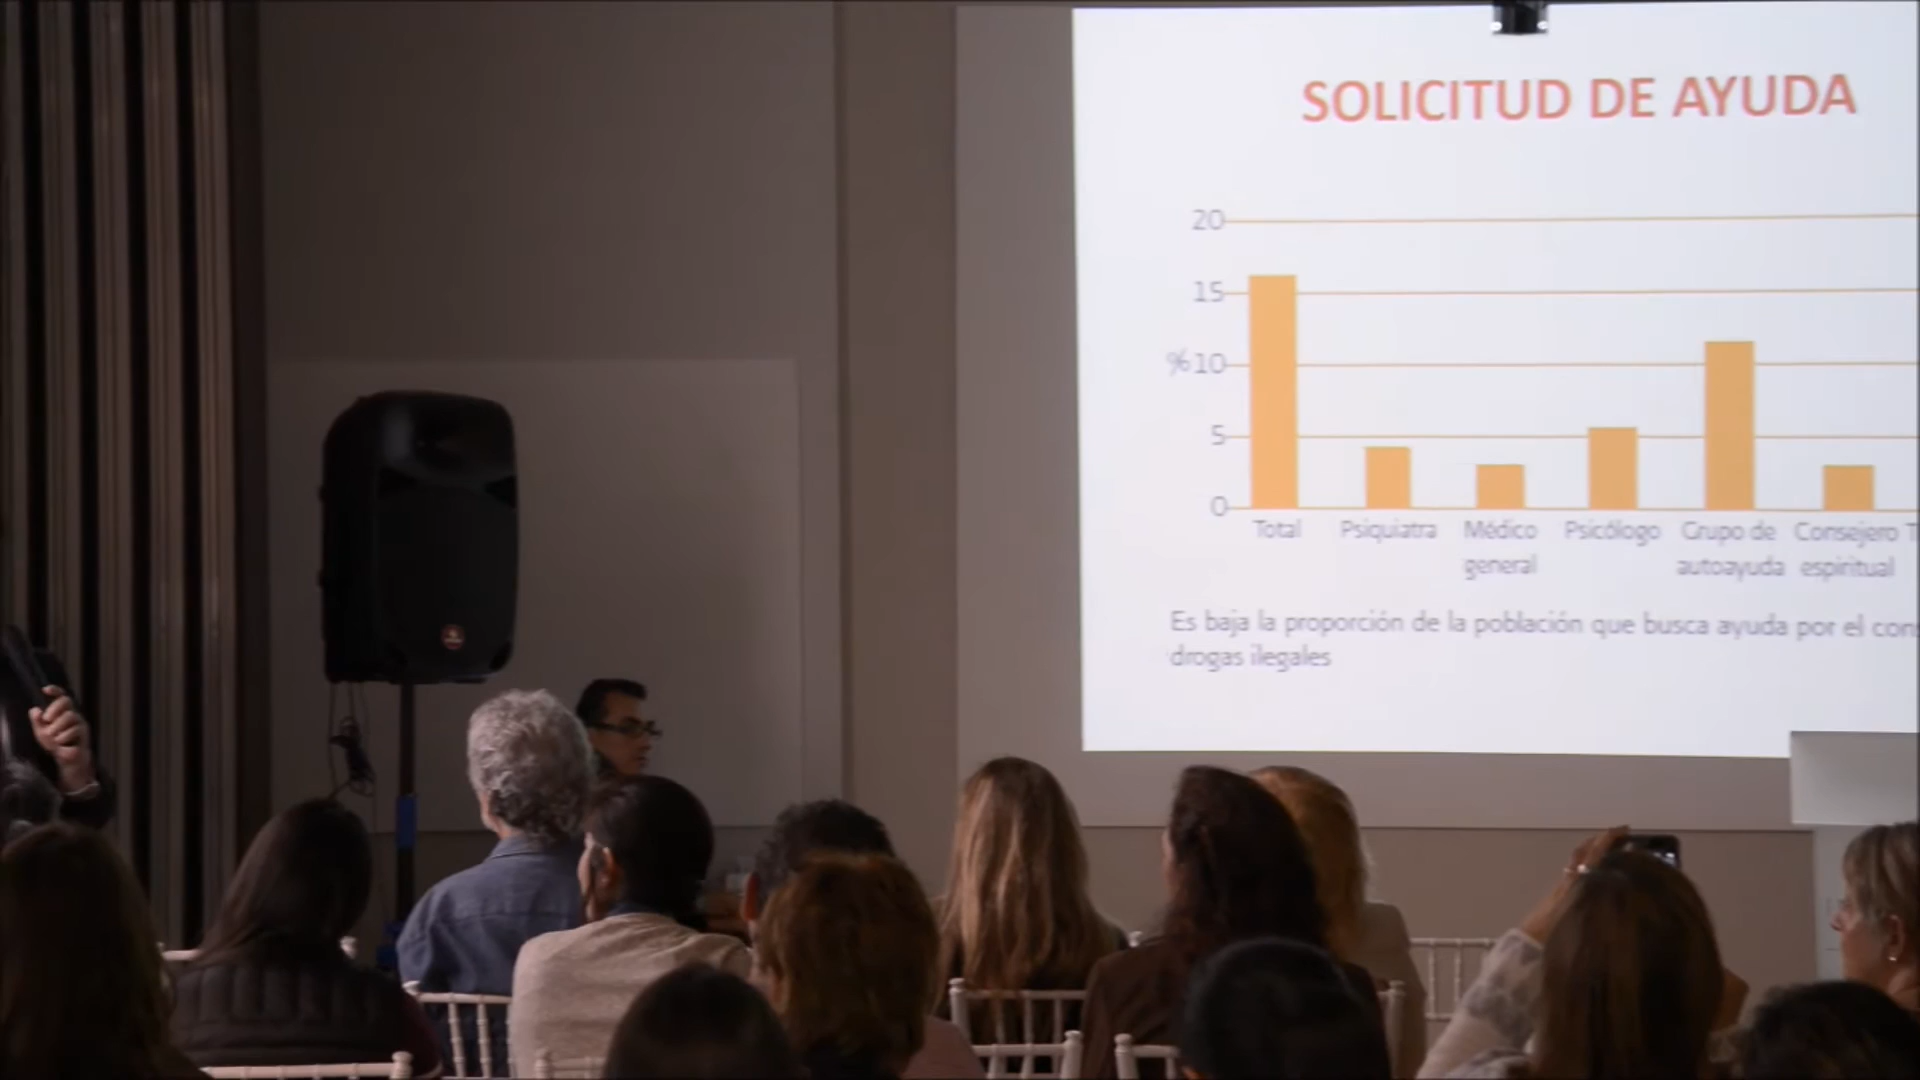 SOLICITUD DE AYUDA
20
15
%10
5
0
Total Psiquiatra Médico Psicólogo Grupo de Consejero T
general autoayuda espiritual
Es baja la proporción de la población que busca ayuda por el con
drogas ilegales